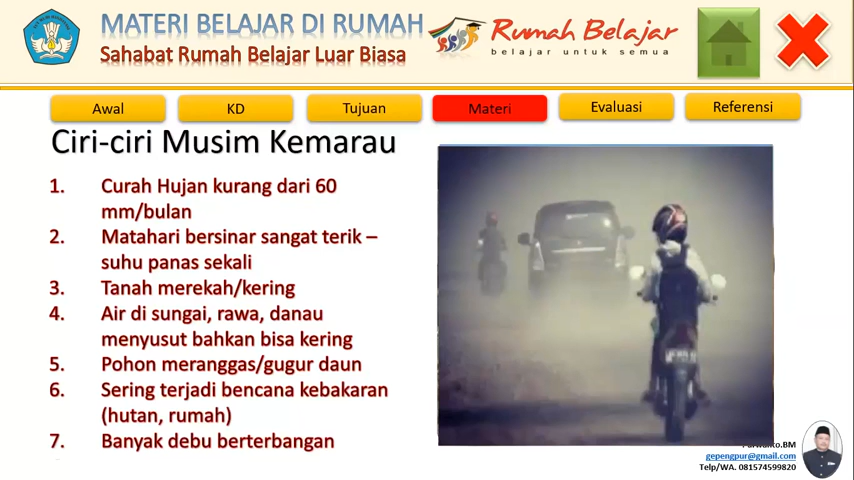 MATERI BELAJAR DI RUMAH
Sahabat Rumah Belajar Luar Biasa
Rumah Belajar
belajar untuk semua
Awal
KD
Tujuan
Materi
Evaluasi
Referensi
Ciri-ciri Musim Kemarau
1. Curah Hujan kurang dari 60
mm/bulan
2. Matahari bersinar sangat terik –
suhu panas sekali
3. Tanah merekah/kering
4. Air di sungai, rawa, danau
menyusut bahkan bisa kering
5. Pohon meranggas/gugur daun
6. Sering terjadi bencana kebakaran
(hutan, rumah)
7. Banyak debu berterbangan
gepengpur@gmail.com
Telp/WA. 081574599820